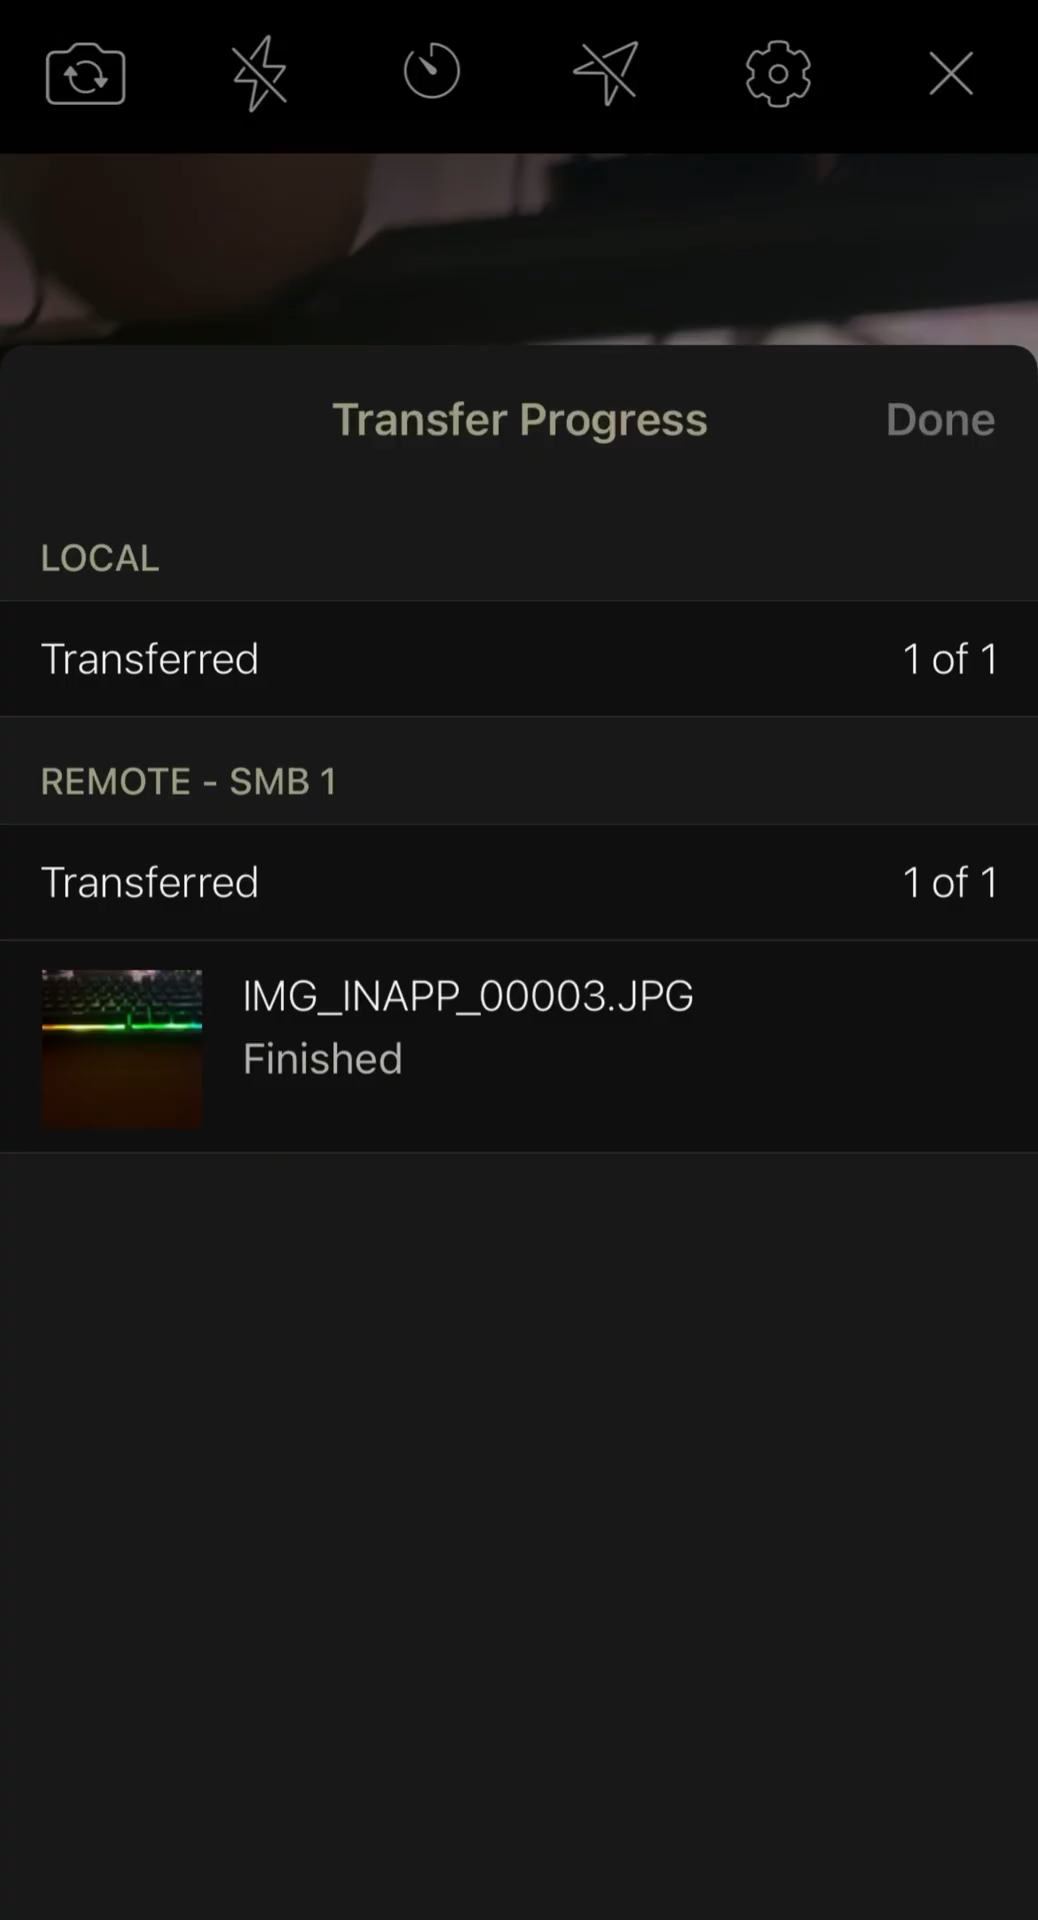 Transfer Progress
Done
LOCAL
Transferred 1 of 1
REMOTE - SMB 1
Transferred 1 of 1
IMG_INAPP_00003.JPG
Finished